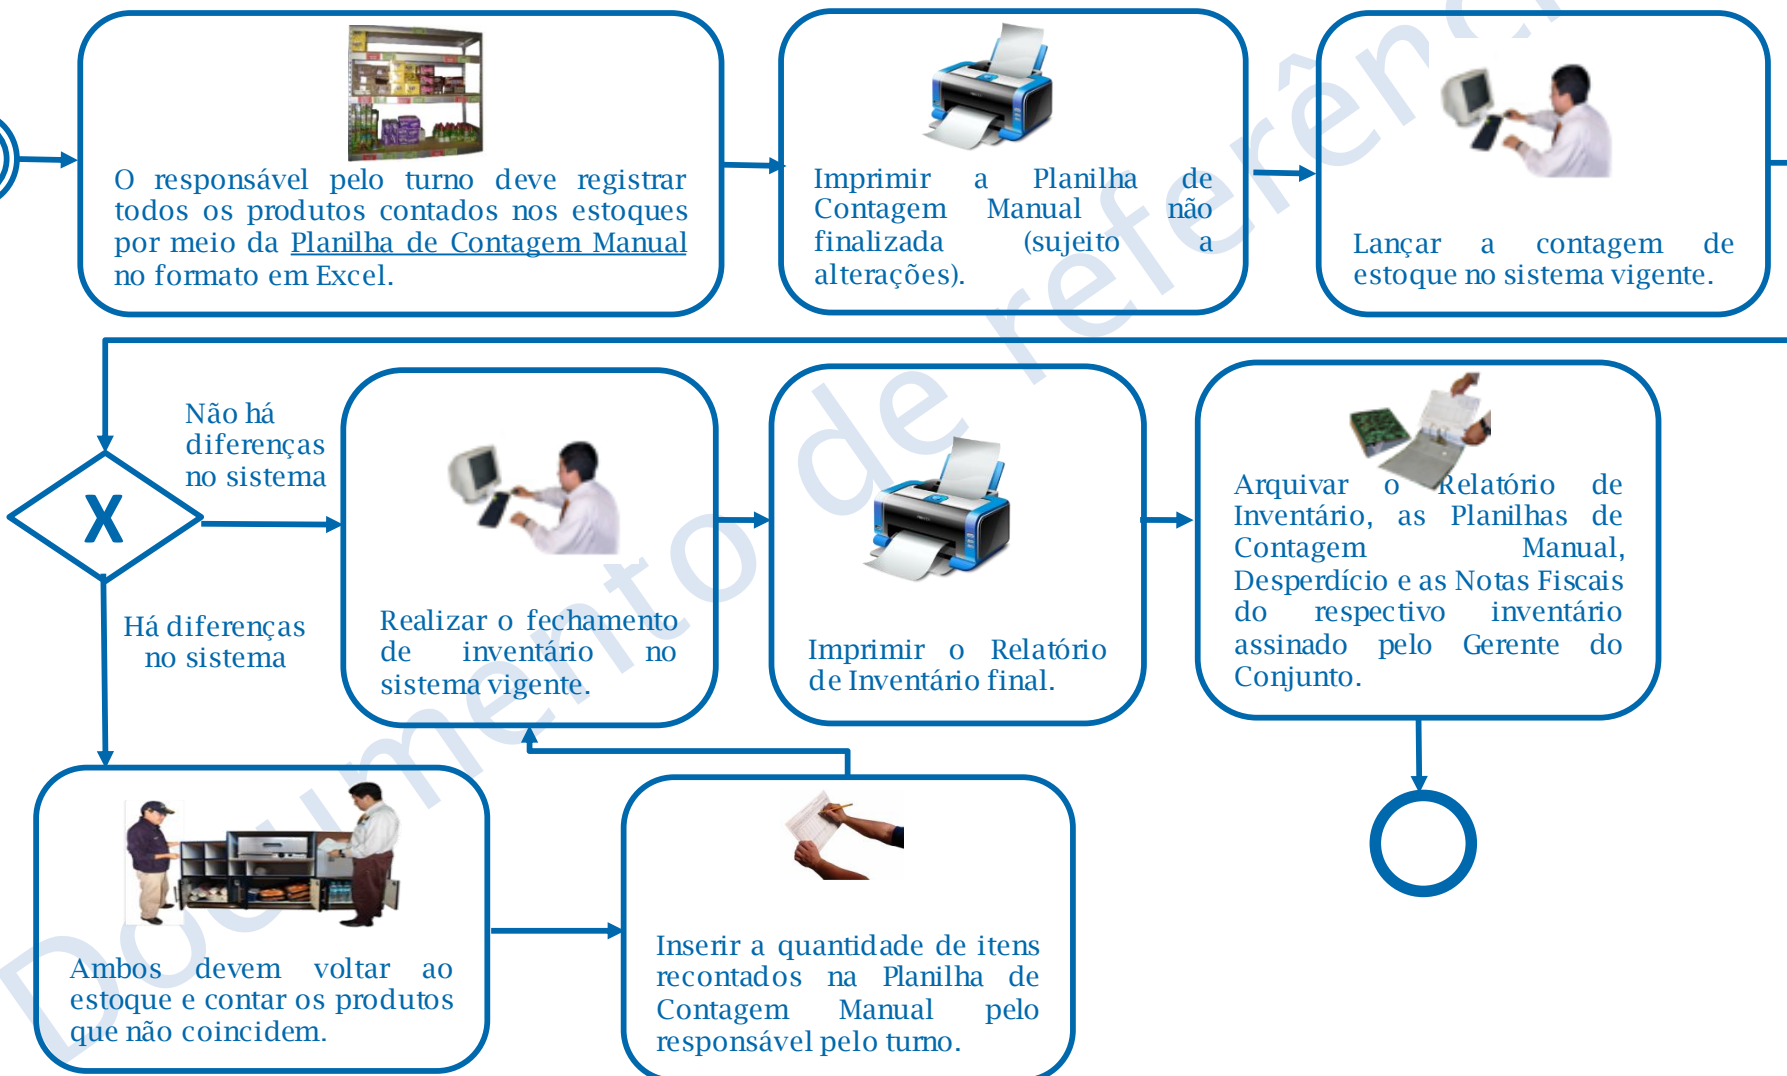 O responsável pelo turno deve registrar
todos os produtos contados nos estoques
por meio da Planilha de Contagem Manual
no formato em Excel.
Imprimir a Planilha de
Contagem Manual não
finalizada (sujeito a
alterações).
Lançar a contagem de
estoque no sistema vigente.
Não há
diferenças
no sistema
X
Há diferenças
no sistema
Realizar o fechamento
de inventário no
sistema vigente.
Imprimir o Relatório
de Inventário final.
Arquivar o Relatório de
Inventário, as Planilhas de
Contagem Manual,
Desperdício e as Notas Fiscais
do respectivo inventário
assinado pelo Gerente do
Conjunto.
Ambos devem voltar ao
estoque e contar os produtos
que não coincidem.
Inserir a quantidade de itens
recontados na Planilha de
Contagem Manual pelo
responsável pelo turno.
Documento de referênc